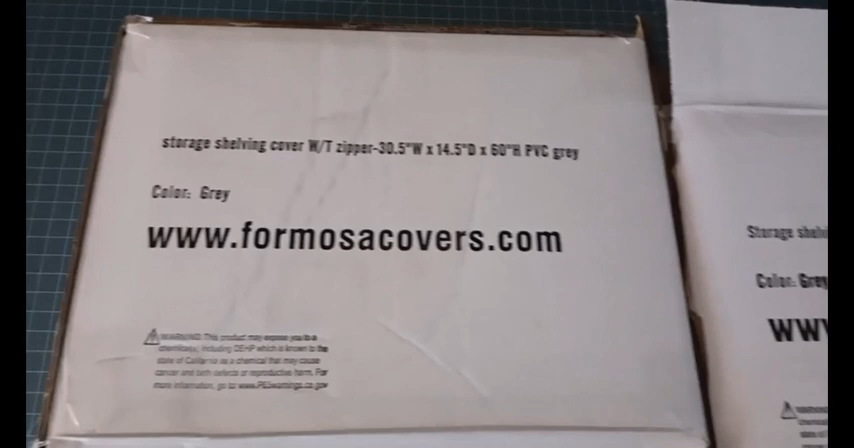 storage shelving cover W/T zipper-30.5"W x 14.5"D x 60"H PVC grey
Color: Grey
www.formosacovers.com
WARNING: This product may expose you to a
chemicals, including DEHP which is known to the
state of California as a chemical that may cause
cancer and birth defects or reproductive harm. For
more information, go to: www.P65warnings.ca.gov
Storage
Color: Grey
WW